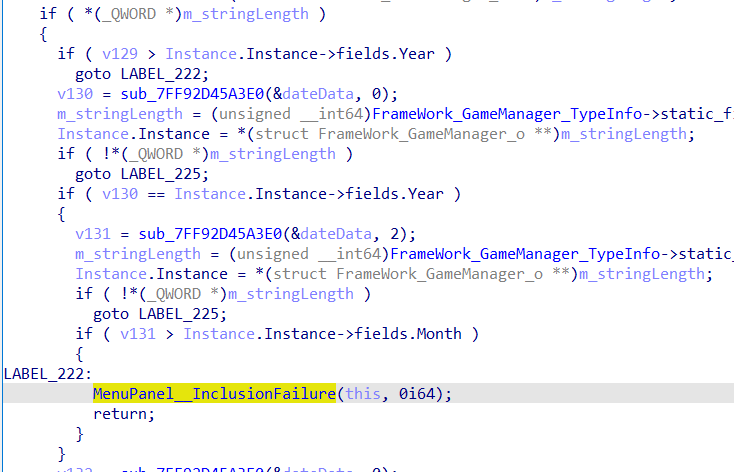 if ( *(_QWORD *)m_stringLength )
{
if ( v129 > Instance.Instance->fields.Year )
goto LABEL_222;
v130 = sub_7FF92D45A3E0(&dateData, 0);
m_stringLength = (unsigned __int64)FrameWork_GameManager_TypeInfo->static_fi
Instance.Instance = *(struct FrameWork_GameManager_o **)m_stringLength;
if ( !*(_QWORD *)m_stringLength )
goto LABEL_225;
if ( v130 == Instance.Instance->fields.Year )
{
v131 = sub_7FF92D45A3E0(&dateData, 2);
m_stringLength = (unsigned __int64)FrameWork_GameManager_TypeInfo->static_
Instance.Instance = *(struct FrameWork_GameManager_o **)m_stringLength;
if ( !*(_QWORD *)m_stringLength )
goto LABEL_225;
if ( v131 > Instance.Instance->fields.Month )
{
LABEL_222:
MenuPanel__InclusionFailure(this, 0i64);
return;
}
}